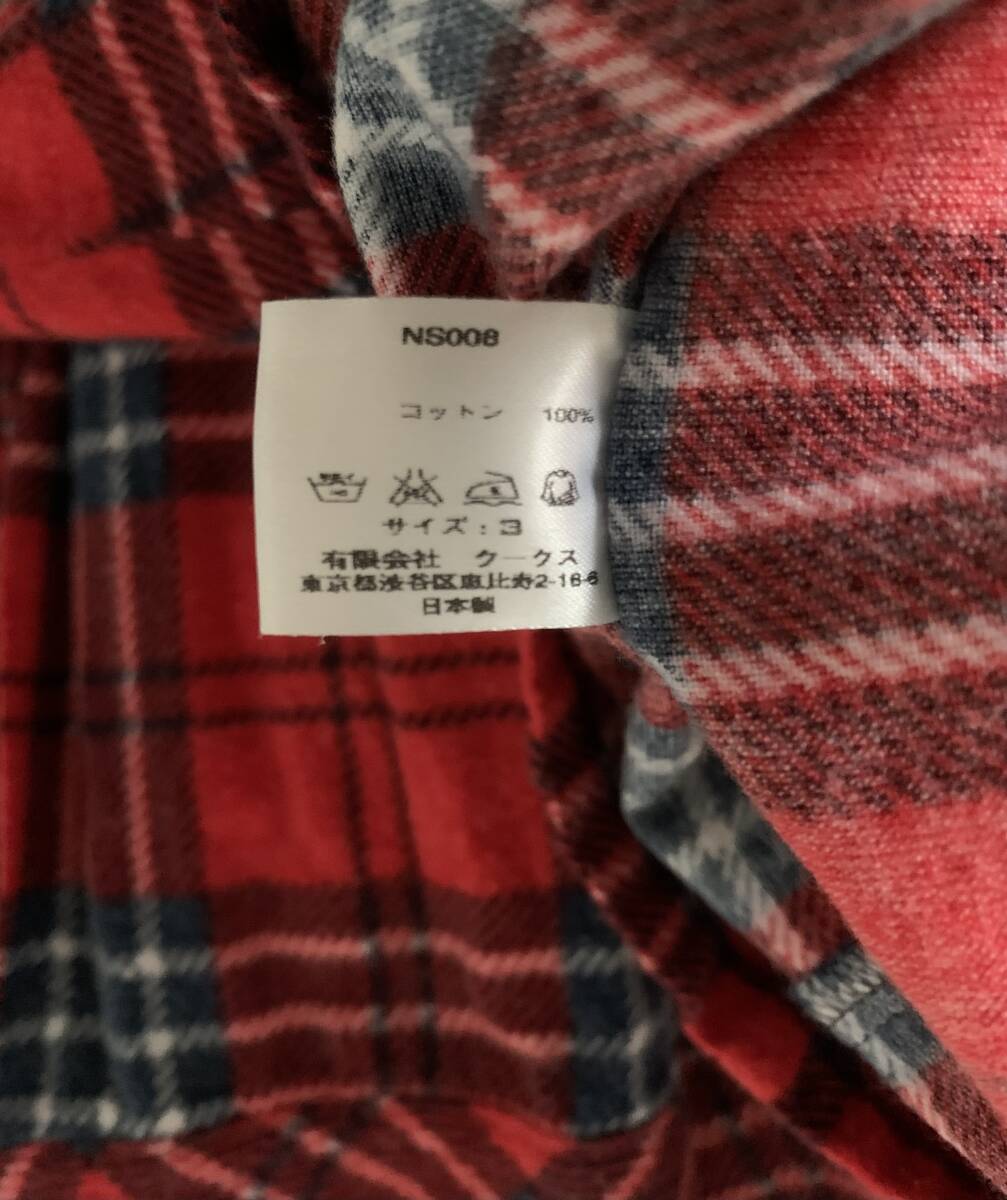 NS008
コットン 100%
サイズ : 3
有限会社 クークス
東京都渋谷区恵比寿2-16-6
日本製